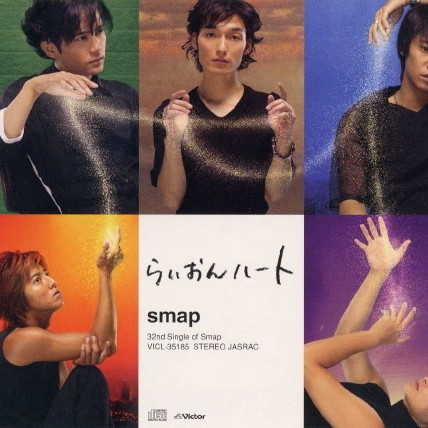 らいおんハート
smap
32nd Single of Smap
VICL-35185 STEREO JASRAC
Victor